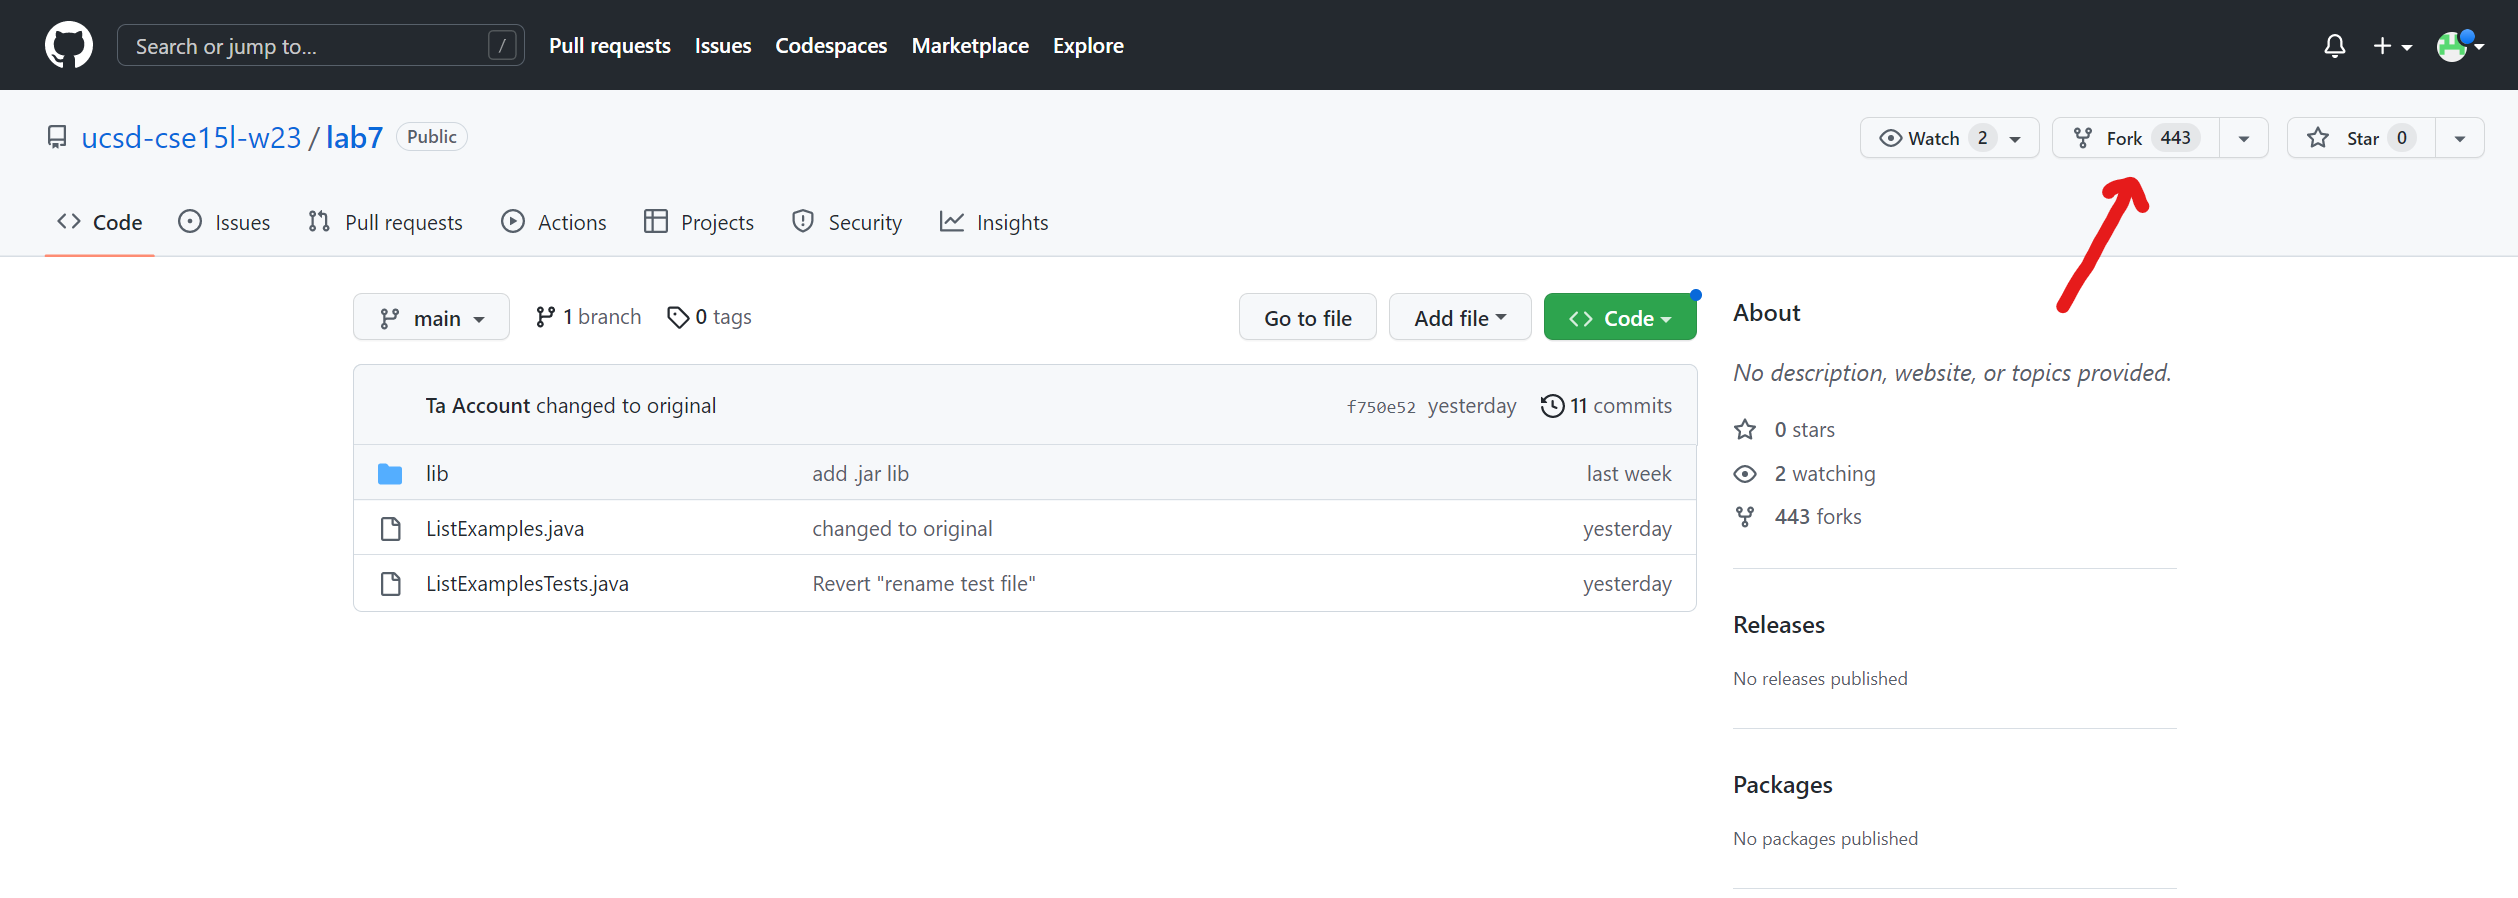 Search or jump to... / Pull requests Issues Codespaces Marketplace Explore
ucsd-cse15l-w23 / lab7 Public Watch 2 Fork 443 Star 0
Code Issues Pull requests Actions Projects Security Insights
main 1 branch 0 tags Go to file Add file Code
About
No description, website, or topics provided.
Ta Account changed to original f750e52 yesterday 11 commits
0 stars
lib add .jar lib last week
2 watching
443 forks
ListExamples.java changed to original yesterday
ListExamplesTests.java Revert "rename test file" yesterday
Releases
No releases published
Packages
No packages published